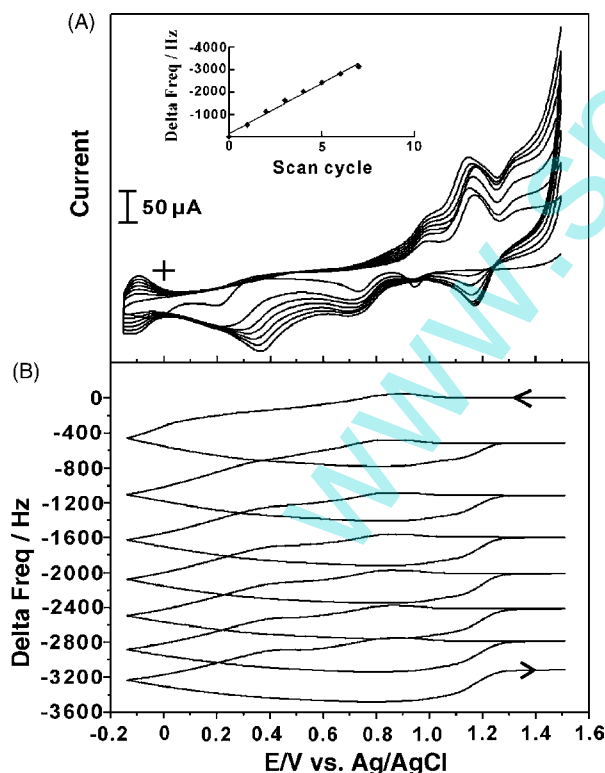 (A)
Delta Freq / Hz
-4000
-3000
-2000
-1000
0 5 10
Scan cycle
Current
50 µA
www.sp
(B)
Delta Freq / Hz
0
-400
-800
-1200
-1600
-2000
-2400
-2800
-3200
-3600
-0.2 0 0.2 0.4 0.6 0.8 1.0 1.2 1.4 1.6
E/V vs. Ag/AgCl